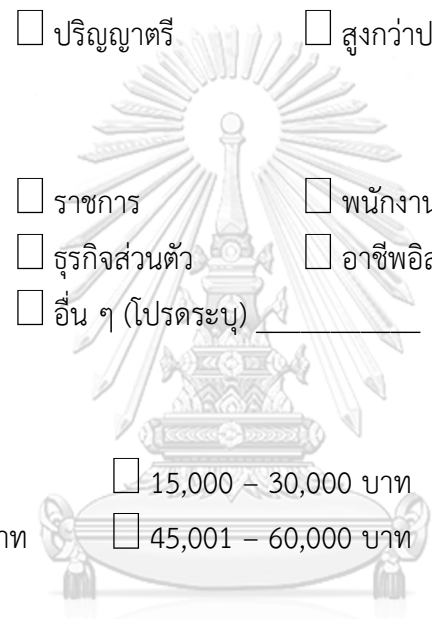 ☐ ปริญญาตรี ☐ สูงกว่าป
☐ ราชการ ☐ พนักงาน
☐ ธุรกิจส่วนตัว ☐ อาชีพอิส
☐ อื่น ๆ (โปรดระบุ) ____________
☐ 15,000 – 30,000 บาท
าท ☐ 45,001 – 60,000 บาท